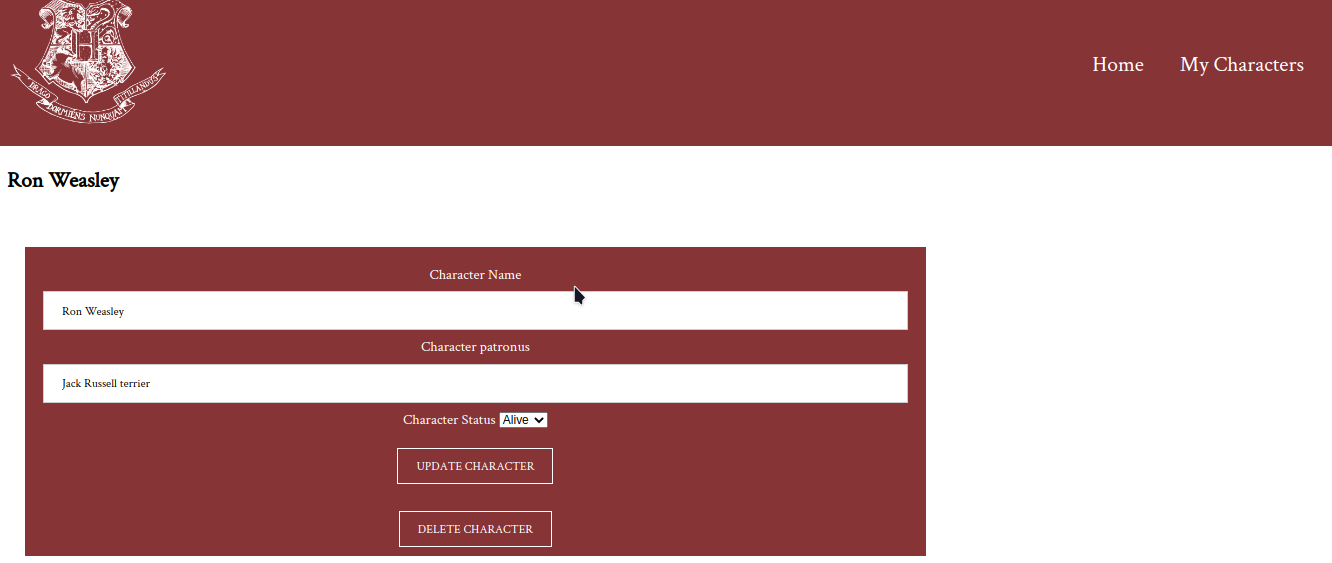 DRACO DORMIENS NUNQUAM TITILLANDUS
Home
My Characters
Ron Weasley
Character Name
Ron Weasley
Character patronus
Jack Russell terrier
Character Status Alive
UPDATE CHARACTER
DELETE CHARACTER